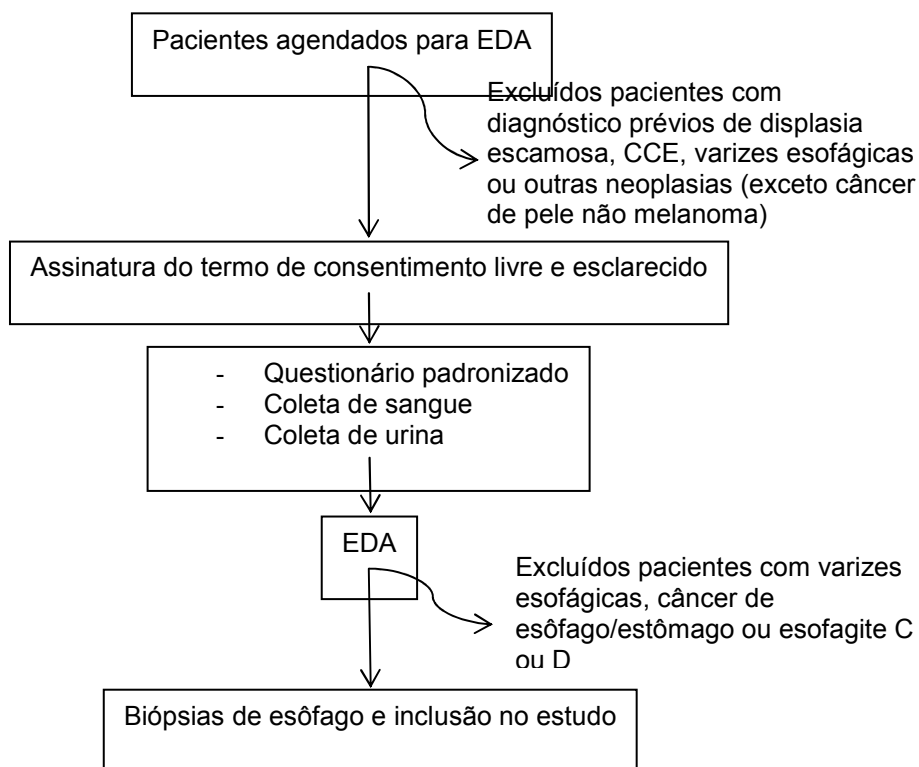 Pacientes agendados para EDA
Excluídos pacientes com
diagnóstico prévios de displasia
escamosa, CCE, varizes esofágicas
ou outras neoplasias (exceto câncer
de pele não melanoma)
Assinatura do termo de consentimento livre e esclarecido
- Questionário padronizado
- Coleta de sangue
- Coleta de urina
EDA
Excluídos pacientes com varizes
esofágicas, câncer de
esôfago/estômago ou esofagite C
ou D
Biópsias de esôfago e inclusão no estudo